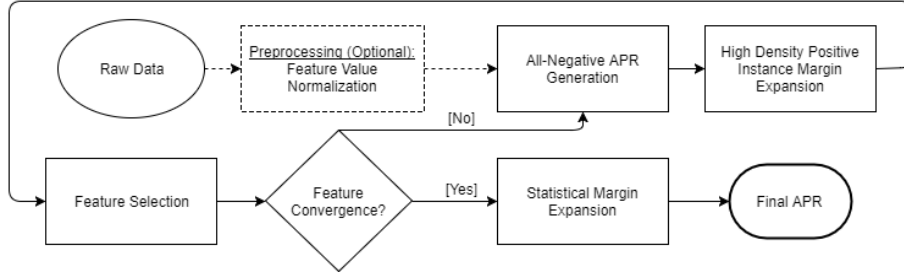 Raw Data
Preprocessing (Optional):
Feature Value
Normalization
All-Negative APR
Generation
High Density Positive
Instance Margin
Expansion
[No]
Feature Selection
Feature
Convergence?
[Yes]
Statistical Margin
Expansion
Final APR